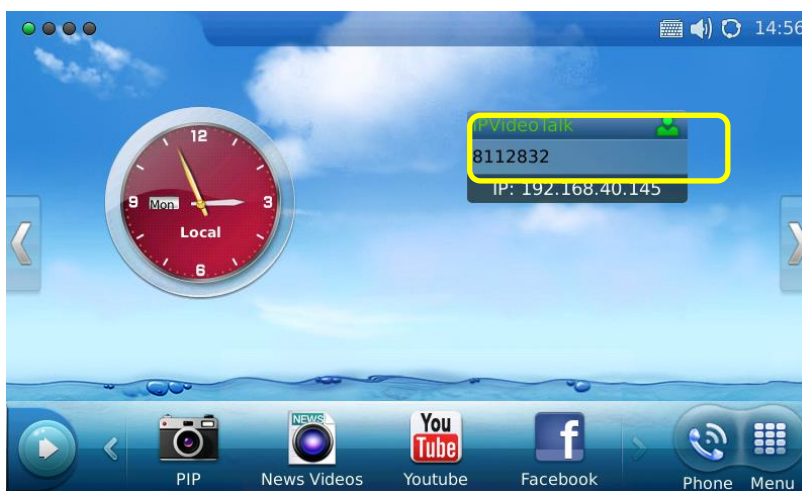 14:56
12
9
Mon
3
Local
6
IPVideoTalk
8112832
IP: 192.168.40.145
NEWS
You
Tube
f
PIP
News Videos
Youtube
Facebook
Phone
Menu